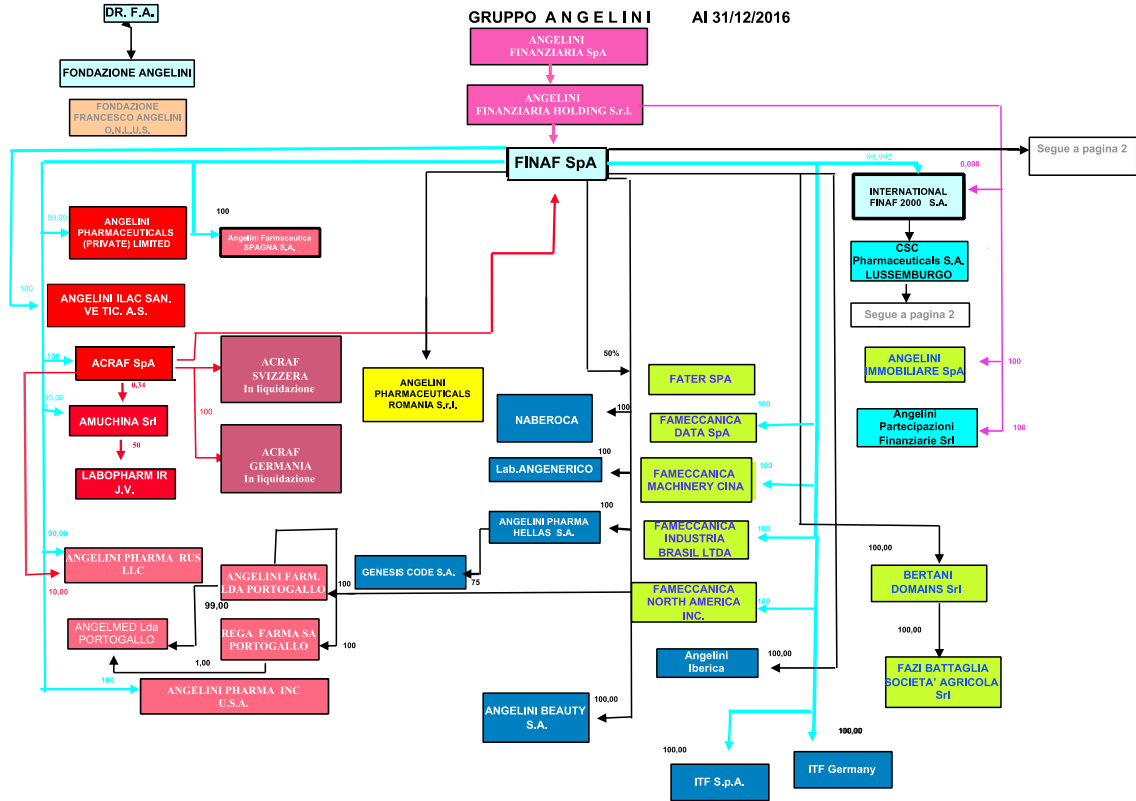 DR. F.A.
GRUPPO A N G E L I N I Al 31/12/2016
ANGELINI
FINANZIARIA SpA
FONDAZIONE ANGELINI
FONDAZIONE
FRANCESCO ANGELINI
O.N.L.U.S.
ANGELINI
FINANZIARIA HOLDING S.r.l.
FINAF SpA
99,992
Segue a pagina 2
0,008
INTERNATIONAL
FINAF 2000 S.A.
99,99
ANGELINI
PHARMACEUTICALS
(PRIVATE) LIMITED
100
Angelini Farmaceutica
SPAGNA S.A.
CSC
Pharmaceuticals S.A.
LUSSEMBURGO
100
ANGELINI ILAC SAN.
VE TIC. A.S.
Segue a pagina 2
100
ACRAF SpA
ACRAF
SVIZZERA
In liquidazione
ANGELINI
PHARMACEUTICALS
ROMANIA S.r.l.
50%
FATER SPA
ANGELINI
IMMOBILIARE SpA
100
0,34
AMUCHINA Srl
100
NABEROCA
100
FAMECCANICA
DATA SpA
100
Angelini
Partecipazioni
Finanziarie Srl
100
50
LABOPHARM IR
J.V.
ACRAF
GERMANIA
In liquidazione
Lab.ANGENERICO
100
FAMECCANICA
MACHINERY CINA
100
90,00
ANGELINI PHARMA RUS
LLC
10,00
ANGELINI PHARMA
HELLAS S.A.
100
FAMECCANICA
INDUSTRIA
BRASIL LTDA
100
GENESIS CODE S.A.
75
ANGELINI FARM.
LDA PORTOGALLO
100
99,00
FAMECCANICA
NORTH AMERICA
INC.
100
100,00
BERTANI
DOMAINS Srl
ANGELMED Lda
PORTOGALLO
REGA FARMA SA
PORTOGALLO
100
1,00
Angelini
Iberica
100,00
100,00
FAZI BATTAGLIA
SOCIETA' AGRICOLA
Srl
100
ANGELINI PHARMA INC
U.S.A.
ANGELINI BEAUTY
S.A.
100,00
100,00
ITF S.p.A.
100,00
ITF Germany